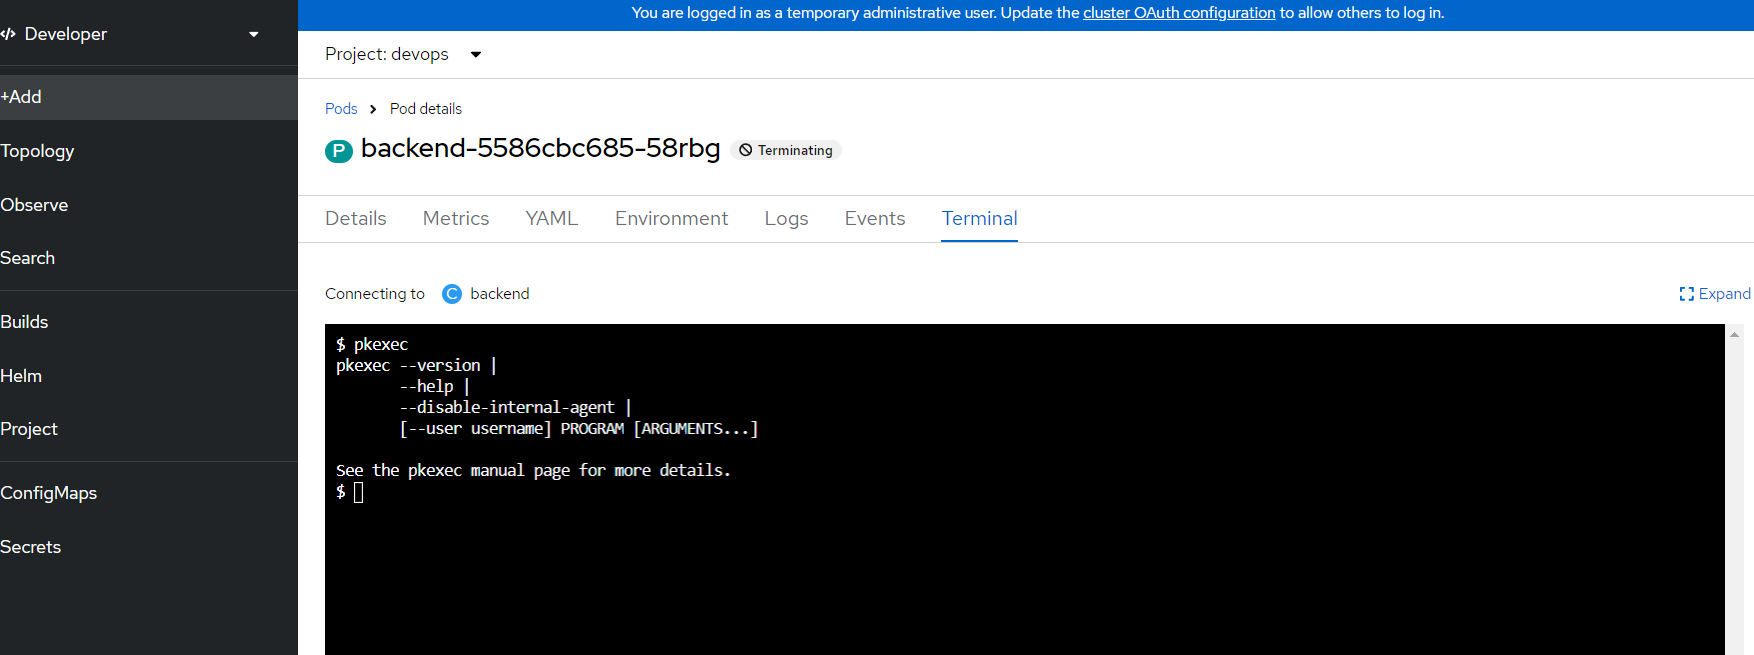 You are logged in as a temporary administrative user. Update the cluster OAuth configuration to allow others to log in.
Developer
+Add
Topology
Observe
Search
Builds
Helm
Project
ConfigMaps
Secrets
Project: devops
Pods > Pod details
P backend-5586cbc685-58rbg Terminating
Details Metrics YAML Environment Logs Events Terminal
Connecting to C backend
Expand
$ pkexec
pkexec --version |
       --help |
       --disable-internal-agent |
       [--user username] PROGRAM [ARGUMENTS...]
See the pkexec manual page for more details.
$